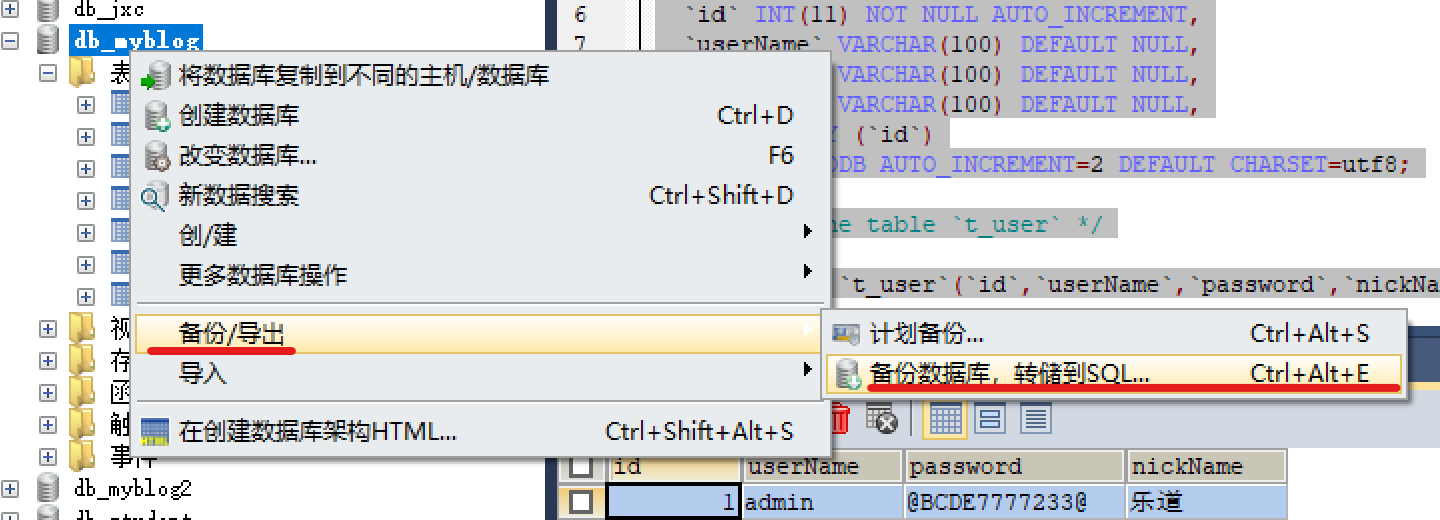 db_jxc
db_myblog
表
视
存
函
触
事件
db_myblog2
db_student
将数据库复制到不同的主机/数据库
创建数据库 Ctrl+D
改变数据库... F6
新数据搜索 Ctrl+Shift+D
创/建
更多数据库操作
备份/导出
导入
在创建数据库架构HTML... Ctrl+Shift+Alt+S
计划备份... Ctrl+Alt+S
备份数据库，转储到SQL... Ctrl+Alt+E
6 `id` INT(11) NOT NULL AUTO_INCREMENT,
7 `userName` VARCHAR(100) DEFAULT NULL,
VARCHAR(100) DEFAULT NULL,
VARCHAR(100) DEFAULT NULL,
(`id`)
DB AUTO_INCREMENT=2 DEFAULT CHARSET=utf8;
e table `t_user` */
`t_user`(`id`,`userName`,`password`,`nickNa
id userName password nickName
1 admin @BCDE7777233@ 乐道